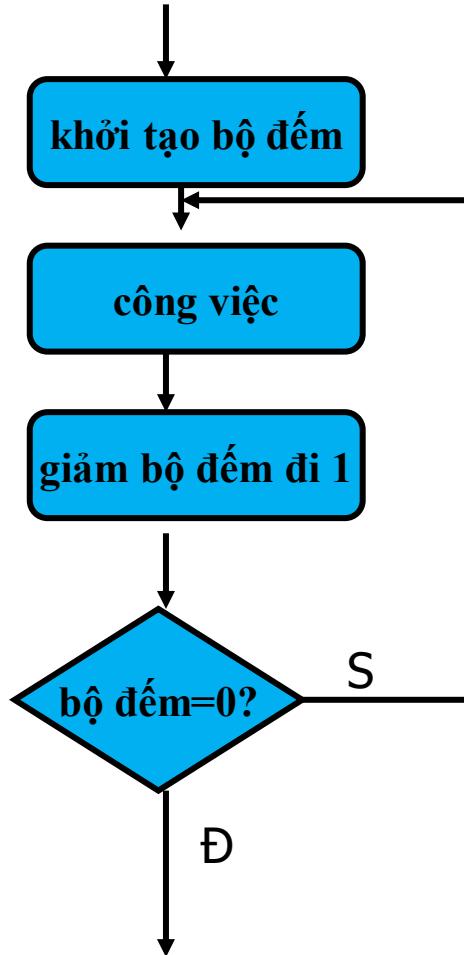 khởi tạo bộ đếm
công việc
giảm bộ đếm đi 1
bộ đếm=0?
S
Đ